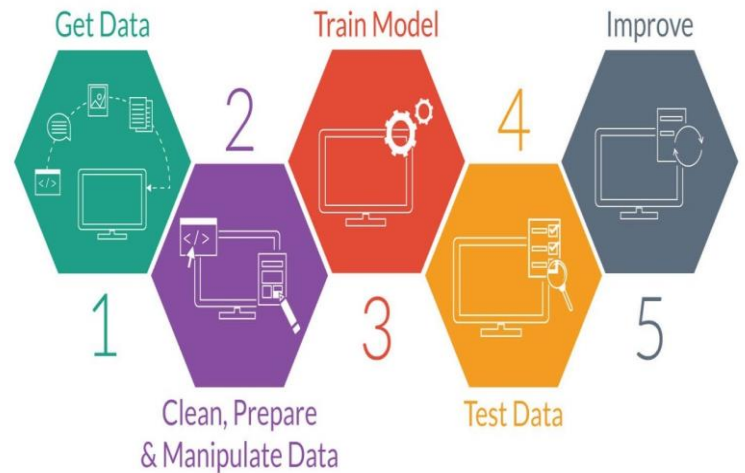 Get Data
Train Model
Improve
2
4
</>
</>
1
3
5
Clean, Prepare
& Manipulate Data
Test Data